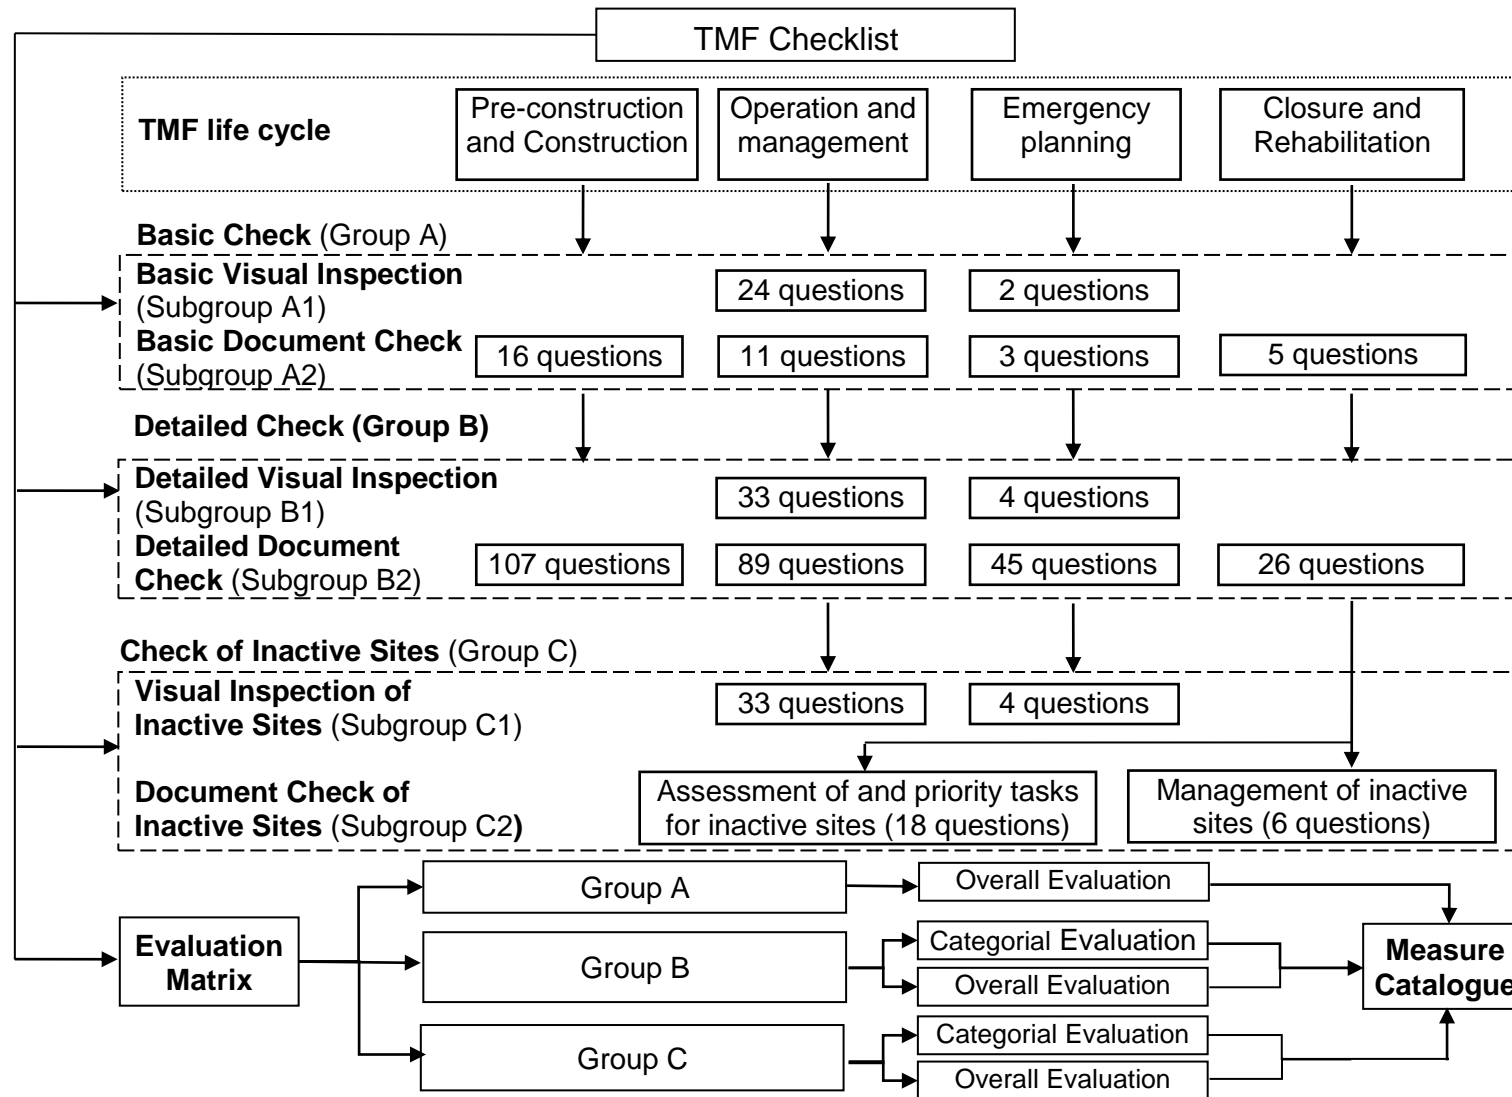 TMF Checklist
TMF life cycle
Pre-construction
and Construction
Operation and
management
Emergency
planning
Closure and
Rehabilitation
Basic Check (Group A)
Basic Visual Inspection
(Subgroup A1)
24 questions
2 questions
Basic Document Check
(Subgroup A2)
16 questions
11 questions
3 questions
5 questions
Detailed Check (Group B)
Detailed Visual Inspection
(Subgroup B1)
33 questions
4 questions
Detailed Document
Check (Subgroup B2)
107 questions
89 questions
45 questions
26 questions
Check of Inactive Sites (Group C)
Visual Inspection of
Inactive Sites (Subgroup C1)
33 questions
4 questions
Document Check of
Inactive Sites (Subgroup C2)
Assessment of and priority tasks
for inactive sites (18 questions)
Management of inactive
sites (6 questions)
Evaluation
Matrix
Group A
Overall Evaluation
Group B
Categorial Evaluation
Overall Evaluation
Group C
Categorial Evaluation
Overall Evaluation
Measure
Catalogue